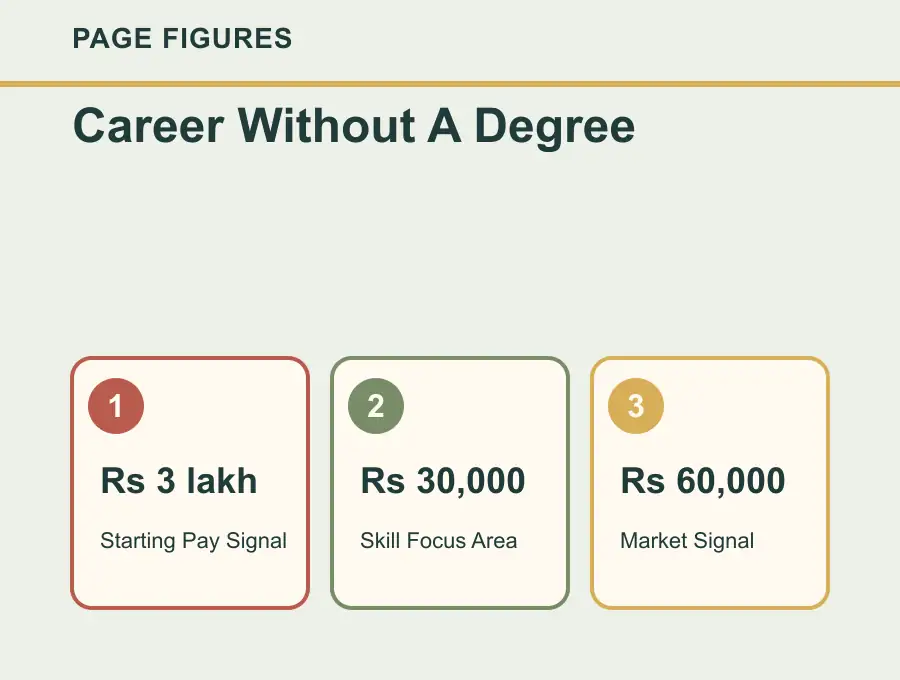 PAGE FIGURES
Career Without A Degree
1
Rs 3 lakh
Starting Pay Signal
2
Rs 30,000
Skill Focus Area
3
Rs 60,000
Market Signal